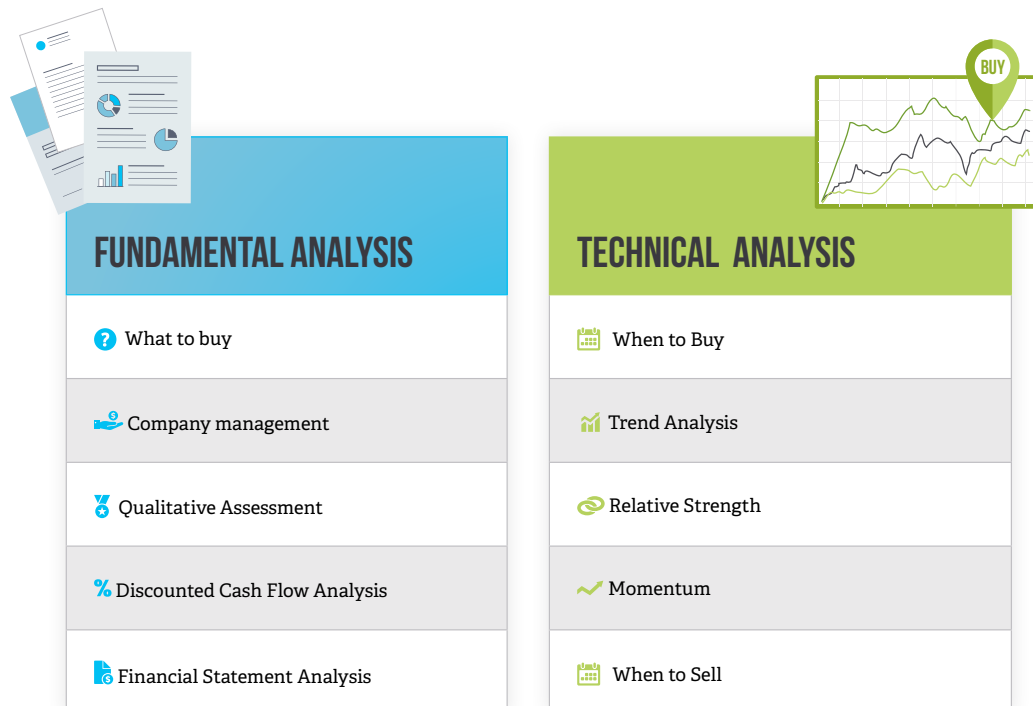 BUY
FUNDAMENTAL ANALYSIS
What to buy
Company management
Qualitative Assessment
Discounted Cash Flow Analysis
Financial Statement Analysis
TECHNICAL ANALYSIS
When to Buy
Trend Analysis
Relative Strength
Momentum
When to Sell